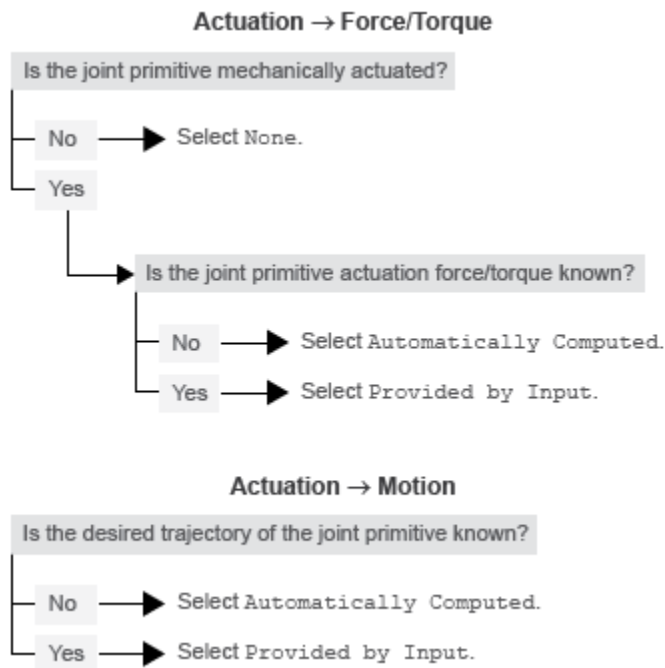 Actuation → Force/Torque
Is the joint primitive mechanically actuated?
No
Select None.
Yes
Is the joint primitive actuation force/torque known?
No
Select Automatically Computed.
Yes
Select Provided by Input.
Actuation → Motion
Is the desired trajectory of the joint primitive known?
No
Select Automatically Computed.
Yes
Select Provided by Input.